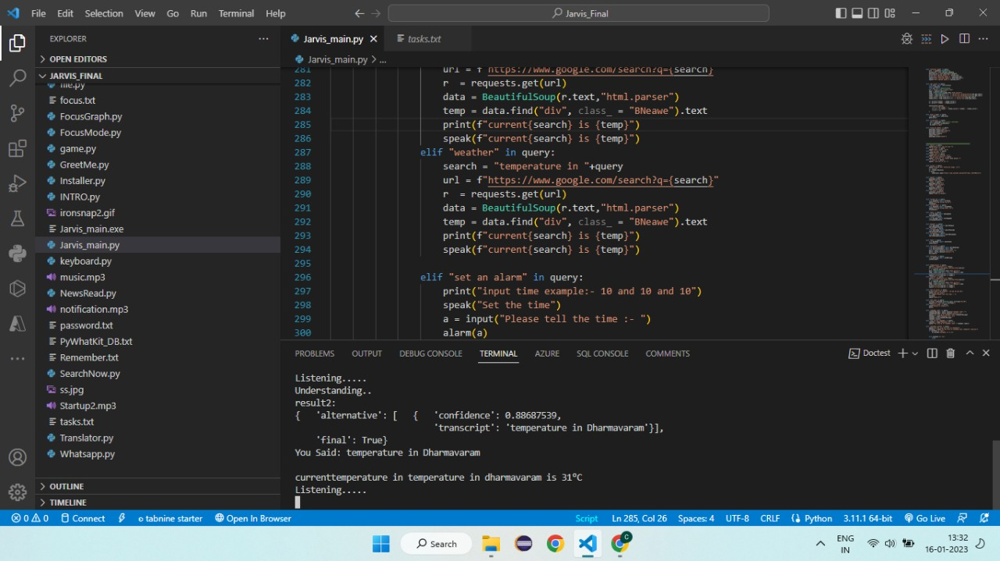 File Edit Selection View Go Run Terminal Help
Jarvis_Final
EXPLORER
OPEN EDITORS
JARVIS_FINAL
file.py
focus.txt
FocusGraph.py
FocusMode.py
game.py
GreetMe.py
Installer.py
INTRO.py
ironsnap2.gif
Jarvis_main.exe
Jarvis_main.py
keyboard.py
music.mp3
NewsRead.py
notification.mp3
password.txt
PyWhatKit_DB.txt
Remember.txt
SearchNow.py
ss.jpg
Startup2.mp3
tasks.txt
Translator.py
Whatsapp.py
OUTLINE
TIMELINE
Jarvis_main.py tasks.txt
Jarvis_main.py > ...
281 url = f"https://www.google.com/search?q={search}
282 r  = requests.get(url)
283 data = BeautifulSoup(r.text,"html.parser")
284 temp = data.find("div", class_ = "BNeawe").text
285 print(f"current{search} is {temp}")
286 speak(f"current{search} is {temp}")
287 elif "weather" in query:
288 search = "temperature in "+query
289 url = f"https://www.google.com/search?q={search}"
290 r  = requests.get(url)
291 data = BeautifulSoup(r.text,"html.parser")
292 temp = data.find("div", class_ = "BNeawe").text
293 print(f"current{search} is {temp}")
294 speak(f"current{search} is {temp}")
295
296 elif "set an alarm" in query:
297 print("input time example:- 10 and 10 and 10")
298 speak("Set the time")
299 a = input("Please tell the time :- ")
300 alarm(a)
PROBLEMS OUTPUT DEBUG CONSOLE TERMINAL AZURE SQL CONSOLE COMMENTS
Doctest
Listening.....
Understanding..
result2:
{   'alternative': [   {   'confidence': 0.88687539,
'transcript': 'temperature in Dharmavaram'}],
'final': True}
You Said: temperature in Dharmavaram
currenttemperature in temperature in dharmavaram is 31°C
Listening.....
0 0 Connect tabnine starter Open In Browser
Script Ln 285, Col 26 Spaces: 4 UTF-8 CRLF Python 3.11.1 64-bit Go Live
Search
C
ENG
IN
13:32
16-01-2023